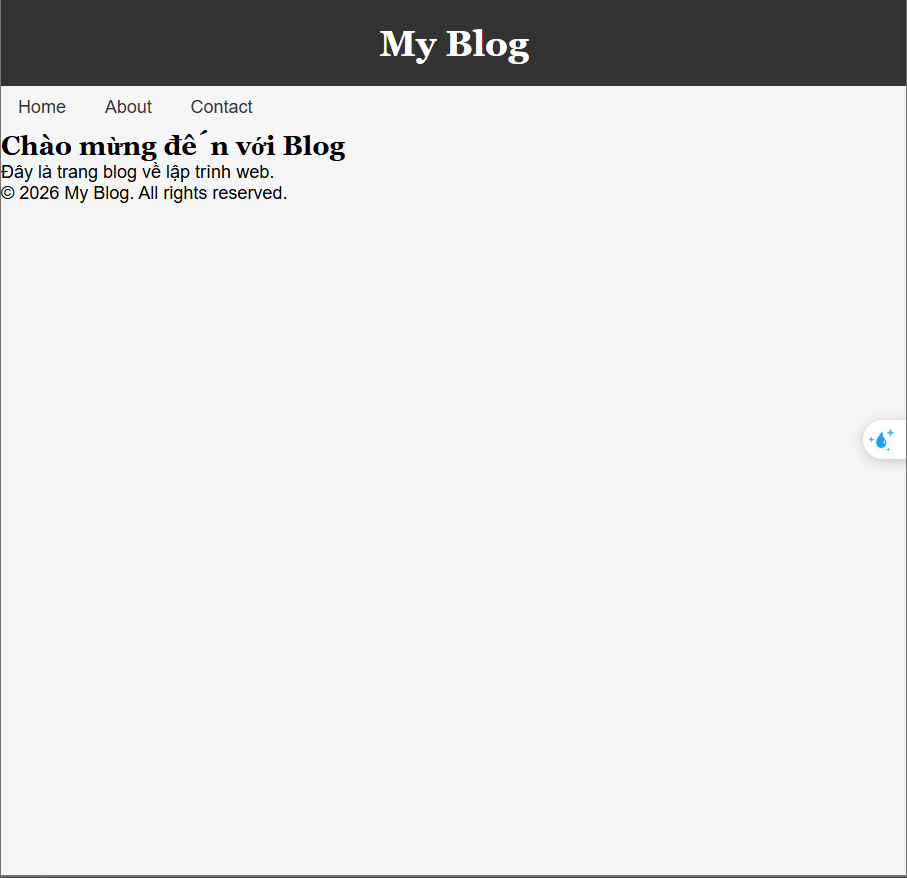 My Blog
Home About Contact
Chào mừng đến với Blog
Đây là trang blog về lập trình web.
© 2026 My Blog. All rights reserved.